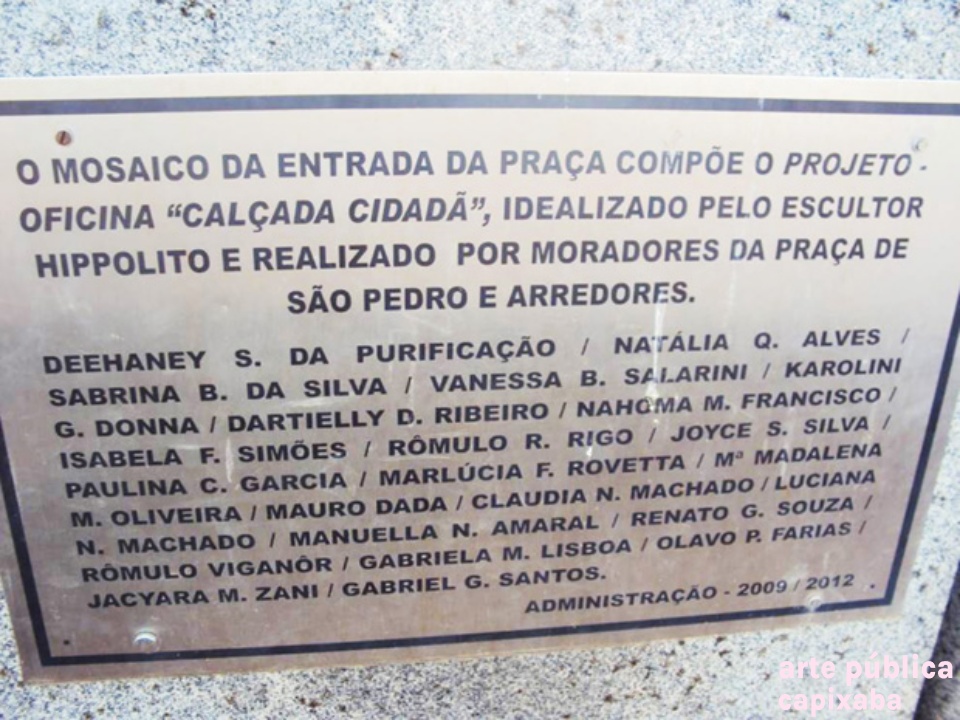 O MOSAICO DA ENTRADA DA PRAÇA COMPÕE O PROJETO -
OFICINA “CALÇADA CIDADÃ”, IDEALIZADO PELO ESCULTOR
HIPPOLITO E REALIZADO POR MORADORES DA PRAÇA DE
SÃO PEDRO E ARREDORES.
DEEHANEY S. DA PURIFICAÇÃO / NATÁLIA Q. ALVES /
SABRINA B. DA SILVA / VANESSA B. SALARINI / KAROLINI
G. DONNA / DARTIELLY D. RIBEIRO / NAHOMA M. FRANCISCO /
ISABELA F. SIMÕES / RÔMULO R. RIGO / JOYCE S. SILVA /
PAULINA C. GARCIA / MARLÚCIA F. ROVETTA / Mª MADALENA
M. OLIVEIRA / MAURO DADA / CLAUDIA N. MACHADO / LUCIANA
N. MACHADO / MANUELLA N. AMARAL / RENATO G. SOUZA /
RÔMULO VIGANÔR / GABRIELA M. LISBOA / OLAVO P. FARIAS /
JACYARA M. ZANI / GABRIEL G. SANTOS.
ADMINISTRAÇÃO - 2009 / 2012
arte pública
capixaba